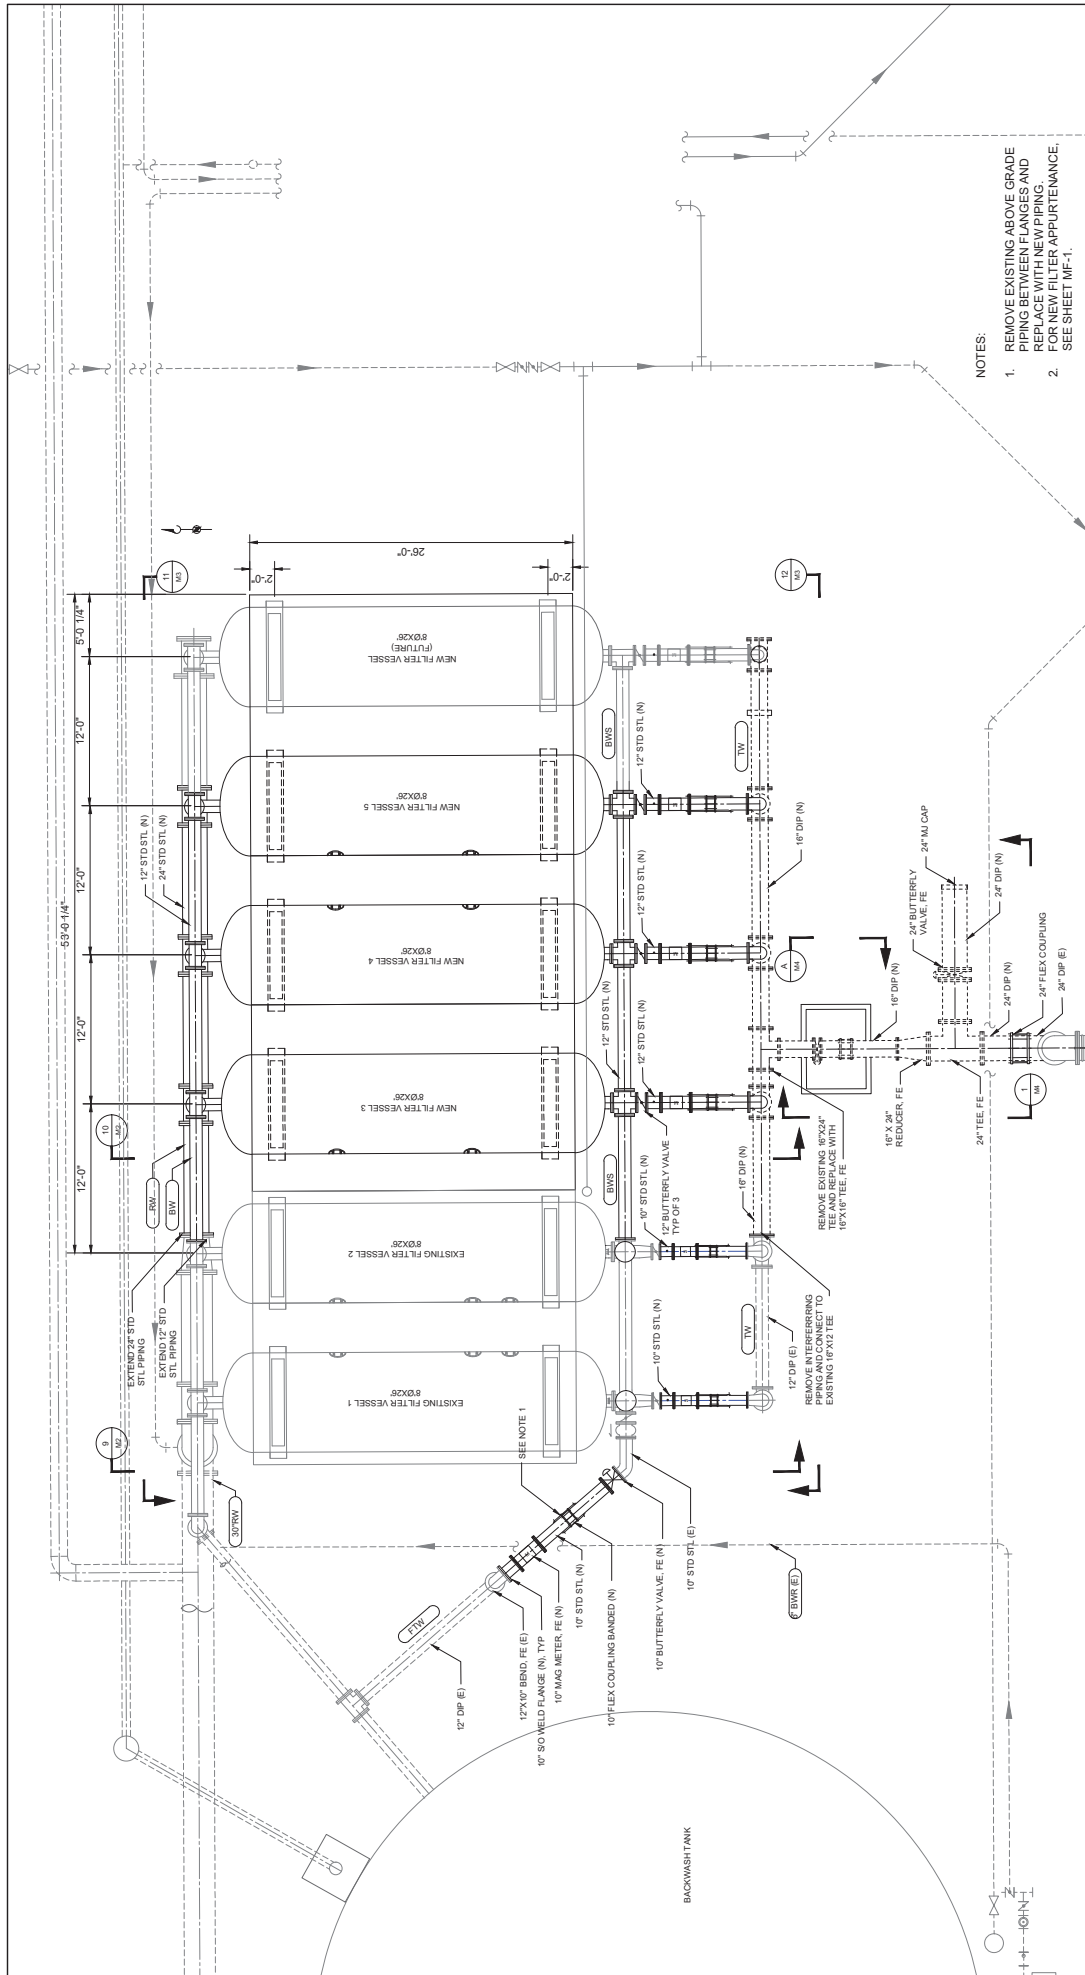 NOTES:
1. REMOVE EXISTING ABOVE GRADE
PIPING BETWEEN FLANGES AND
REPLACE WITH NEW PIPING.
2. FOR NEW FILTER APPURTENANCE,
SEE SHEET MF-1.
53'-0 1/4"
5'-0 1/4"
12'-0"
12'-0"
12'-0"
12'-0"
26'-0"
2'-0"
2'-0"
11
M3
12
M3
10
M2
9
M2
A
M4
1
M4
12" STD STL (N)
24" STD STL (N)
RW
BW
EXTEND 24" STD
STL PIPING
EXTEND 12" STD
STL PIPING
30"RW
NEW FILTER VESSEL
8'ØX26'
(FUTURE)
NEW FILTER VESSEL 5
8'ØX26'
NEW FILTER VESSEL 4
8'ØX26'
NEW FILTER VESSEL 3
8'ØX26'
EXISTING FILTER VESSEL 2
8'ØX26'
EXISTING FILTER VESSEL 1
8'ØX26'
BWS
12" STD STL (N)
TW
16" DIP (N)
12" STD STL (N)
12" STD STL (N)
12" STD STL (N)
BWS
12" BUTTERFLY VALVE
TYP OF 3
10" STD STL (N)
16" DIP (N)
TW
10" STD STL (N)
12" DIP (E)
REMOVE INTERFERRRING
PIPING AND CONNECT TO
EXISTING 16"X12 TEE
REMOVE EXISTING 16"X24"
TEE AND REPLACE WITH
16"X16" TEE, FE
16" DIP (N)
16" X 24"
REDUCER, FE
24" TEE, FE
24" BUTTERFLY
VALVE, FE
24" MJ CAP
24" DIP (N)
24" DIP (N)
24" FLEX COUPLING
24" DIP (E)
SEE NOTE 1
FTW
12" DIP (E)
12"X10" BEND, FE (E)
10" S/O WELD FLANGE (N), TYP
10" MAG METER, FE (N)
10" STD STL (N)
10" FLEX COUPLING BANDED (N)
10" BUTTERFLY VALVE, FE (N)
10" STD STL (E)
6" BWR (E)
BACKWASH TANK